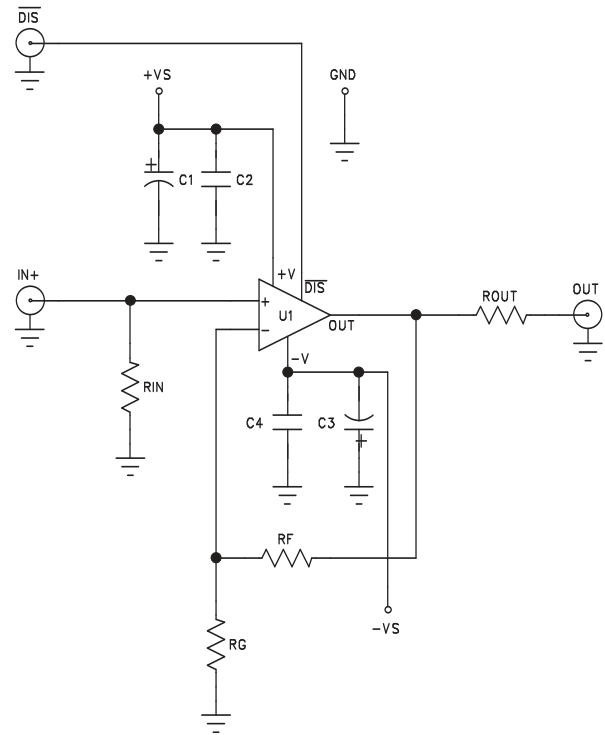 DIS
+VS
GND
+
C1
C2
IN+
+V
DIS
OUT
+
U1
OUT
ROUT
−
−V
RIN
C4
C3
+
RF
−VS
RG